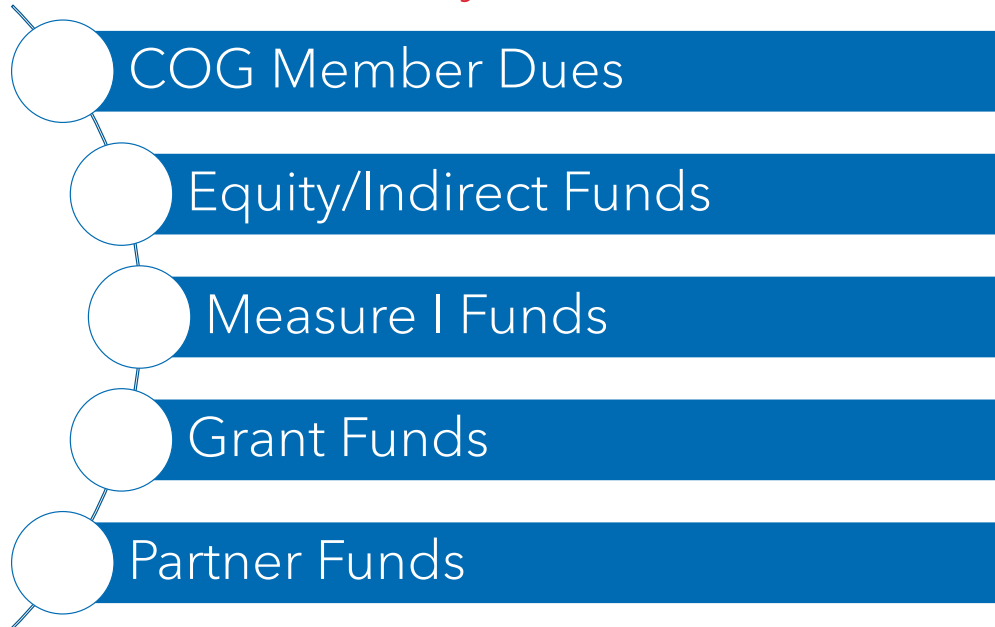 COG Member Dues
Equity/Indirect Funds
Measure I Funds
Grant Funds
Partner Funds